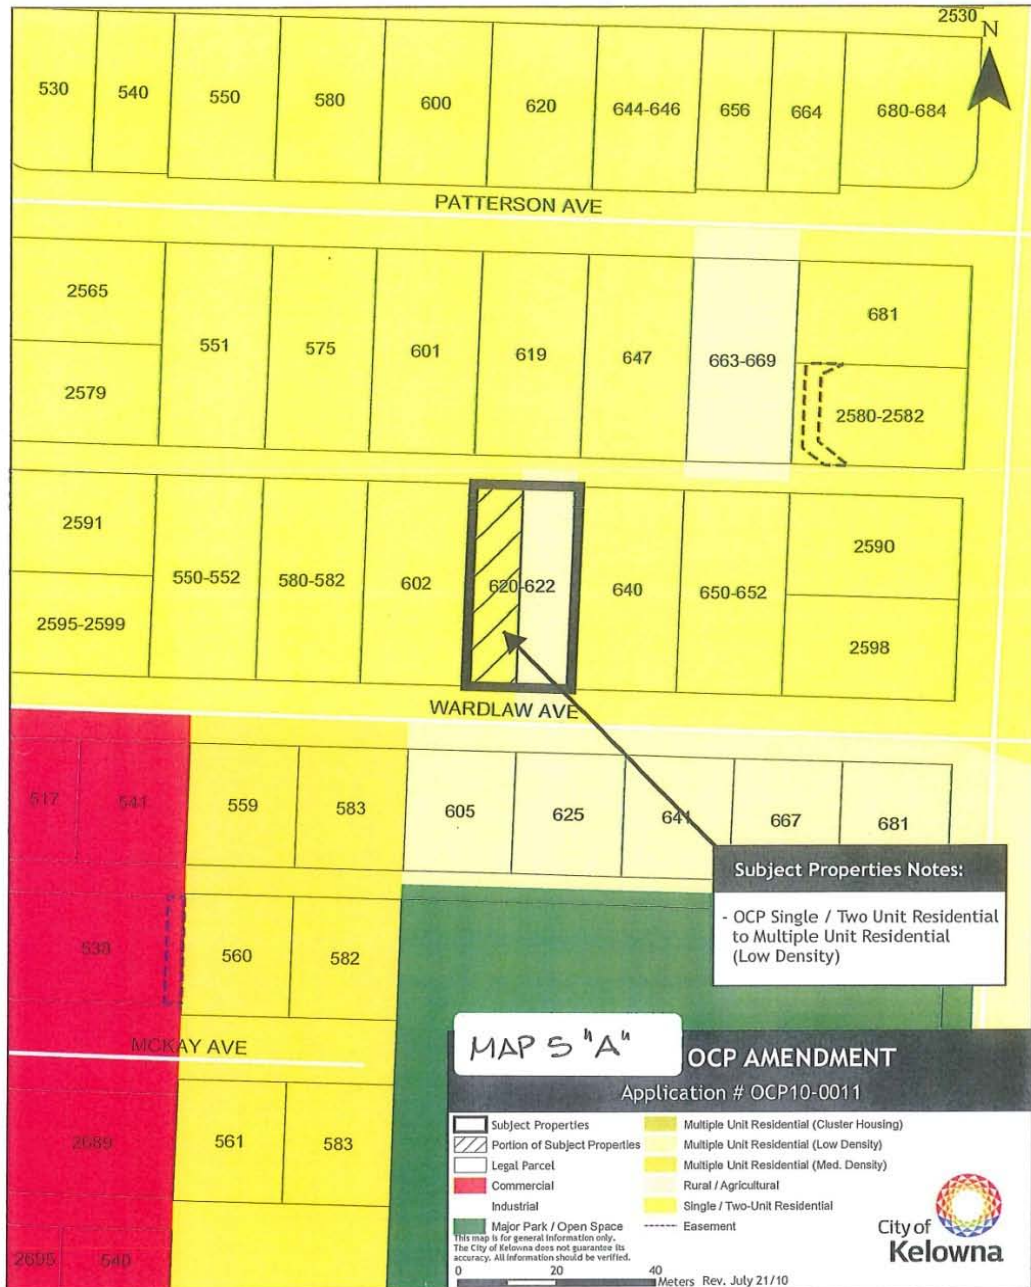 2530
N
530 540 550 580 600 620 644-646 656 664 680-684
PATTERSON AVE
2565 551 575 601 619 647 663-669 681
2579 2580-2582
2591 550-552 580-582 602 620-622 640 650-652 2590
2595-2599 2598
WARDLAW AVE
517 541 559 583 605 625 641 667 681
Subject Properties Notes:
- OCP Single / Two Unit Residential
to Multiple Unit Residential
(Low Density)
538 560 582
MCKAY AVE
MAP 5 "A" OCP AMENDMENT
Application # OCP10-0011
2689 561 583
Subject Properties
Portion of Subject Properties
Legal Parcel
Commercial
Industrial
Major Park / Open Space
Multiple Unit Residential (Cluster Housing)
Multiple Unit Residential (Low Density)
Multiple Unit Residential (Med. Density)
Rural / Agricultural
Single / Two-Unit Residential
Easement
This map is for general information only.
The City of Kelowna does not guarantee its
accuracy. All information should be verified.
0 20 40
Meters Rev. July 21/10
City of
Kelowna
2695 540